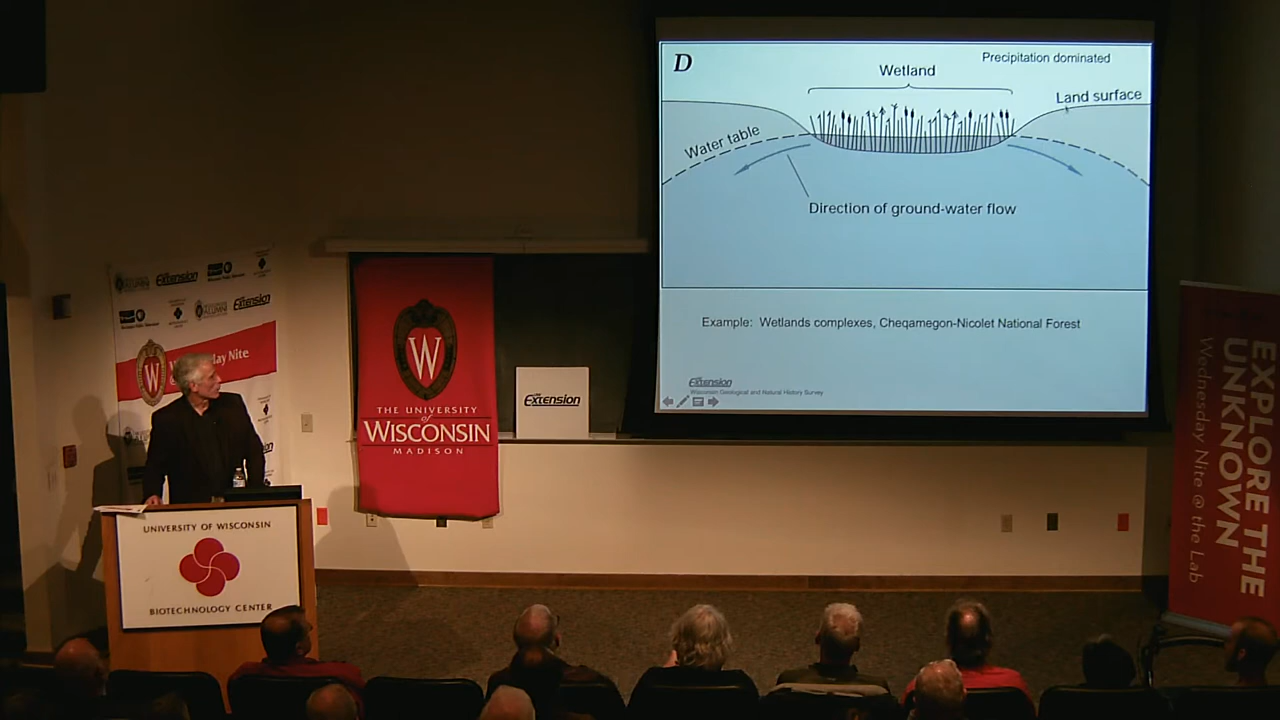 D
Precipitation dominated
Wetland
Land surface
Water table
Direction of ground-water flow
Example: Wetlands complexes, Cheqamegon-Nicolet National Forest
Extension
Wisconsin Geological and Natural History Survey
Extension
Extension
W
day Nite
W
THE UNIVERSITY
of
WISCONSIN
MADISON
Extension
UNIVERSITY OF WISCONSIN
BIOTECHNOLOGY CENTER
EXPLORE THE
UNKNOWN
Wednesday Nite @ the Lab